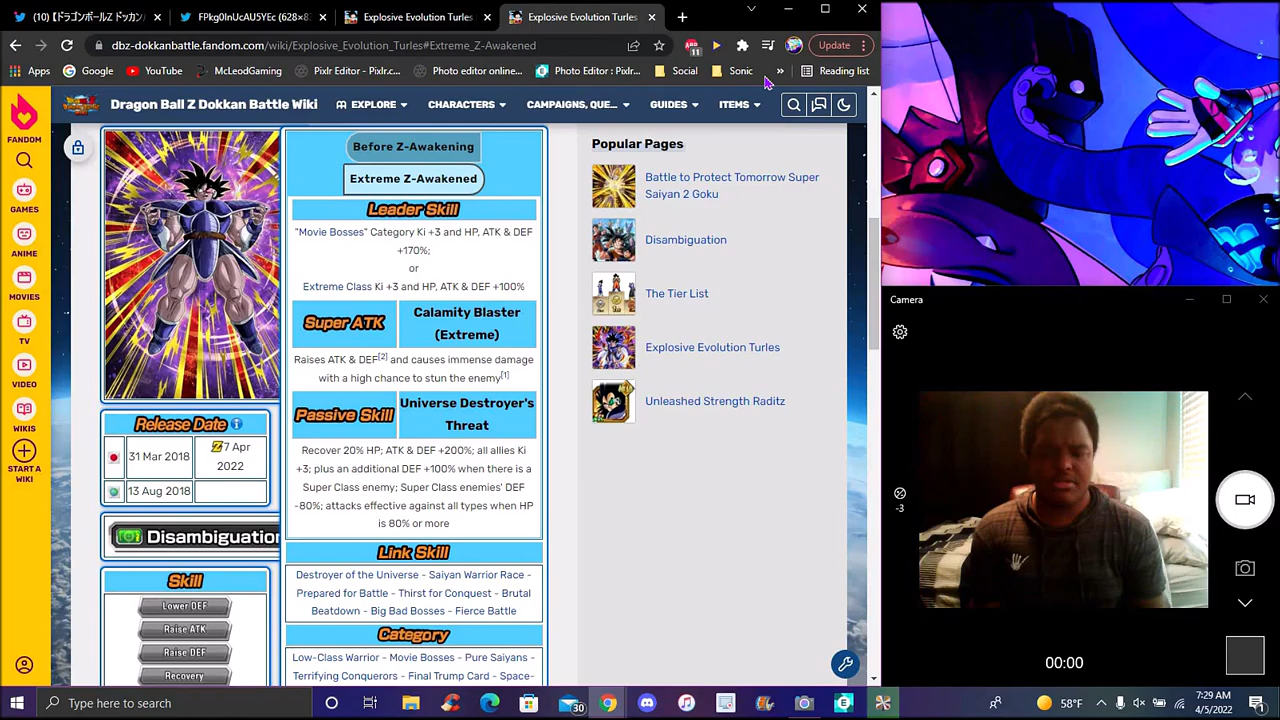 (10) 【ドラゴンボールZ ドッカン
FPkg0lnUcAU5YEc (628×8
Explosive Evolution Turles
Explosive Evolution Turles
dbz-dokkanbattle.fandom.com/wiki/Explosive_Evolution_Turles#Extreme_Z-Awakened
11
Update
Apps
Google
YouTube
McLeodGaming
Pixlr Editor - Pixlr.c...
Photo editor online...
Photo Editor : Pixlr...
Social
Sonic
Reading list
Dragon Ball Z Dokkan Battle Wiki
EXPLORE
CHARACTERS
CAMPAIGNS, QUE...
GUIDES
ITEMS
FANDOM
GAMES
ANIME
MOVIES
TV
VIDEO
WIKIS
START A
WIKI
Before Z-Awakening
Extreme Z-Awakened
Leader Skill
"Movie Bosses" Category Ki +3 and HP, ATK & DEF
+170%;
or
Extreme Class Ki +3 and HP, ATK & DEF +100%
Super ATK
Calamity Blaster
(Extreme)
Raises ATK & DEF[2] and causes immense damage
with a high chance to stun the enemy[1]
Passive Skill
Universe Destroyer's
Threat
Recover 20% HP; ATK & DEF +200%; all allies Ki
+3; plus an additional DEF +100% when there is a
Super Class enemy; Super Class enemies' DEF
-80%; attacks effective against all types when HP
is 80% or more
Link Skill
Destroyer of the Universe - Saiyan Warrior Race -
Prepared for Battle - Thirst for Conquest - Brutal
Beatdown - Big Bad Bosses - Fierce Battle
Category
Low-Class Warrior - Movie Bosses - Pure Saiyans -
Terrifying Conquerors - Final Trump Card - Space-
Release Date
31 Mar 2018
7 Apr
2022
13 Aug 2018
Disambiguation
Skill
Lower DEF
Raise ATK
Raise DEF
Recovery
Popular Pages
Battle to Protect Tomorrow Super
Saiyan 2 Goku
Disambiguation
The Tier List
Explosive Evolution Turles
Unleashed Strength Raditz
Camera
-3
00:00
Type here to search
30
58°F
7:29 AM
4/5/2022